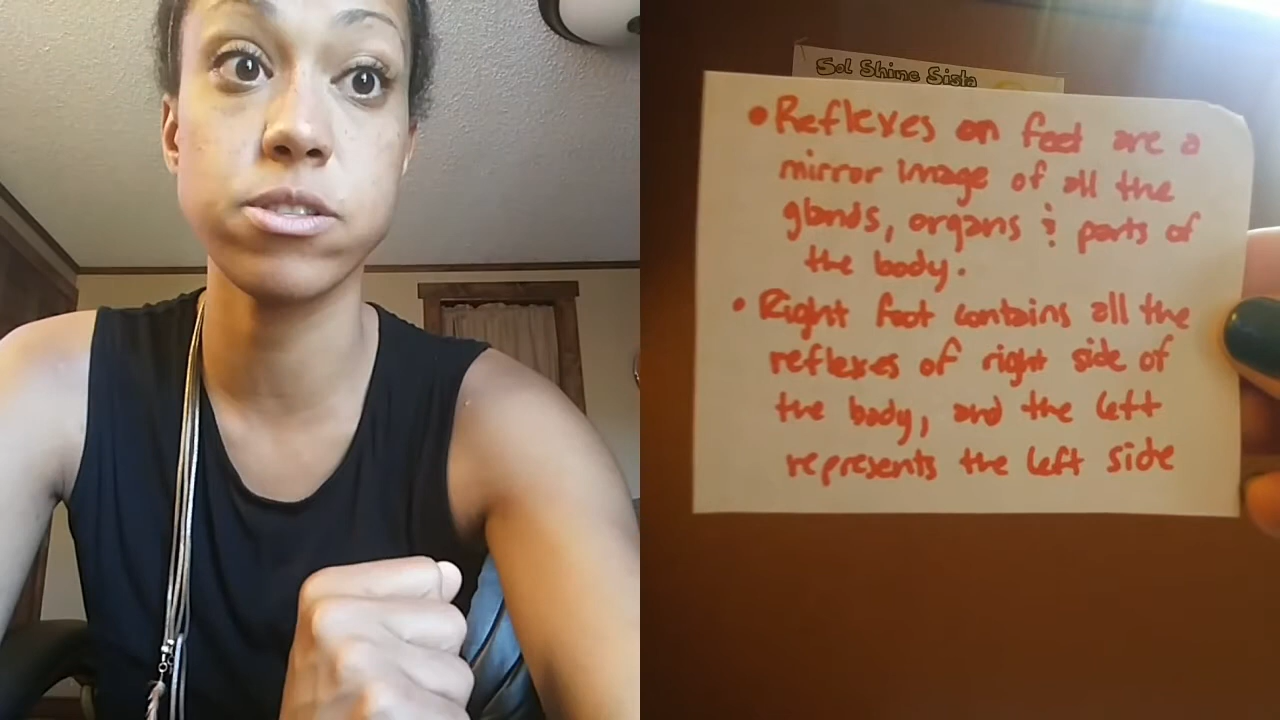 Sol Shine Sista
• Reflexes on feet are a
mirror image of all the
glands, organs & parts of
the body.
• Right foot contains all the
reflexes of right side of
the body, and the left
represents the left side